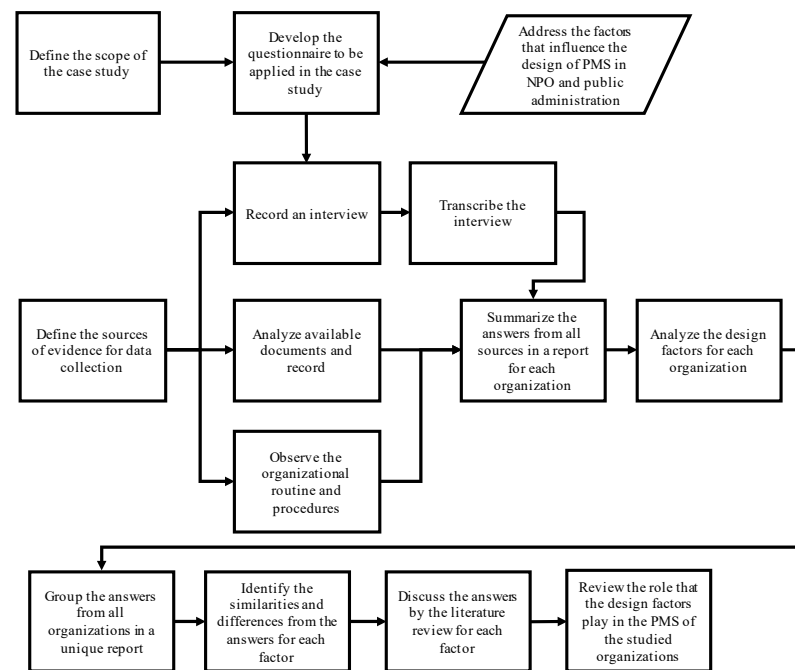 Define the scope of
the case study
Develop the
questionnaire to be
applied in the case
study
Address the factors
that influence the
design of PMS in
NPO and public
administration
Record an interview
Transcribe the
interview
Define the sources
of evidence for data
collection
Analyze available
documents and
record
Summarize the
answers from all
sources in a report
for each
organization
Analyze the design
factors for each
organization
Observe the
organizational
routine and
procedures
Group the answers
from all
organizations in a
unique report
Identify the
similarities and
differences from the
answers for each
factor
Discuss the answers
by the literature
review for each
factor
Review the role that
the design factors
play in the PMS of
the studied
organizations